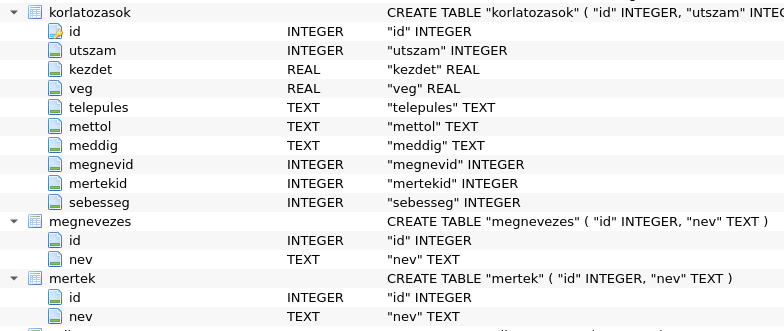 korlatozasok CREATE TABLE "korlatozasok" ( "id" INTEGER, "utszam" INTEG
id INTEGER "id" INTEGER
utszam INTEGER "utszam" INTEGER
kezdet REAL "kezdet" REAL
veg REAL "veg" REAL
telepules TEXT "telepules" TEXT
mettol TEXT "mettol" TEXT
meddig TEXT "meddig" TEXT
megnevid INTEGER "megnevid" INTEGER
mertekid INTEGER "mertekid" INTEGER
sebesseg INTEGER "sebesseg" INTEGER
megnevezes CREATE TABLE "megnevezes" ( "id" INTEGER, "nev" TEXT )
id INTEGER "id" INTEGER
nev TEXT "nev" TEXT
mertek CREATE TABLE "mertek" ( "id" INTEGER, "nev" TEXT )
id INTEGER "id" INTEGER
nev TEXT "nev" TEXT